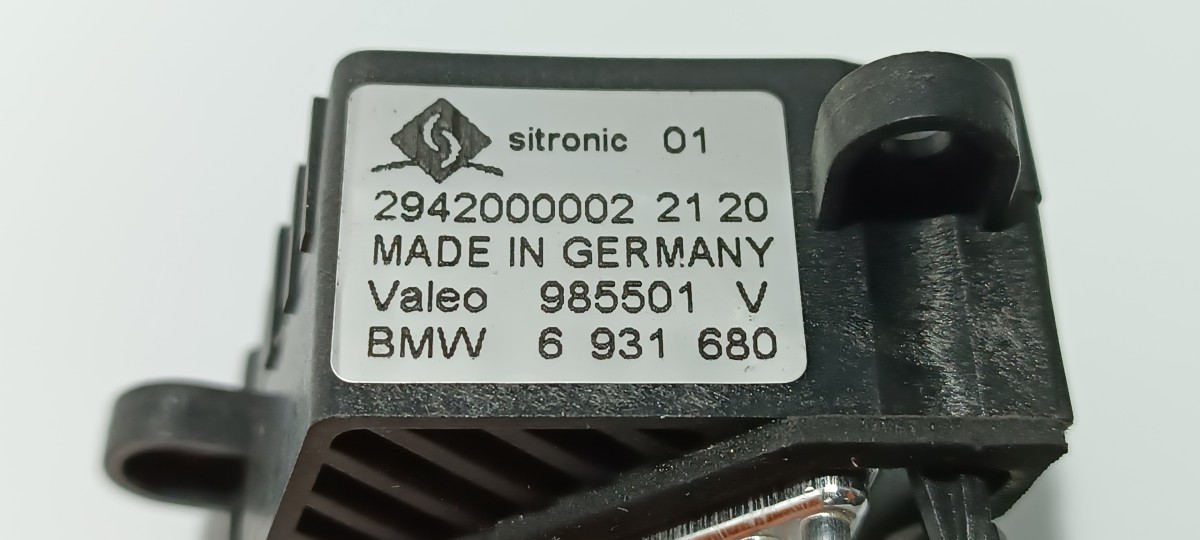 sitronic 01
2942000002 21 20
MADE IN GERMANY
Valeo 985501 V
BMW 6 931 680